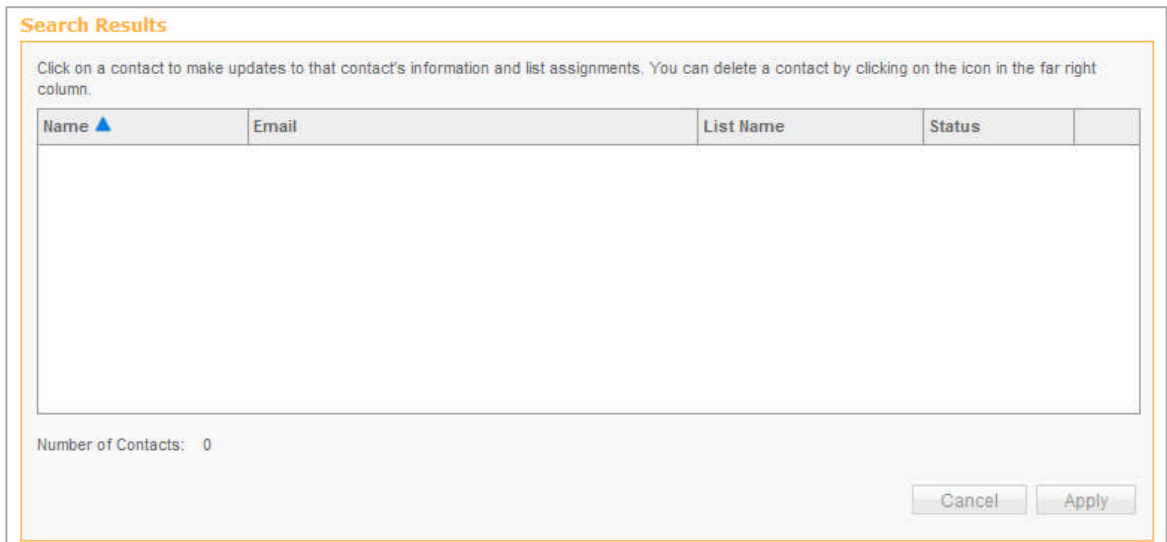 Search Results
Click on a contact to make updates to that contact's information and list assignments. You can delete a contact by clicking on the icon in the far right
column.
Name Email List Name Status
Number of Contacts: 0
Cancel Apply